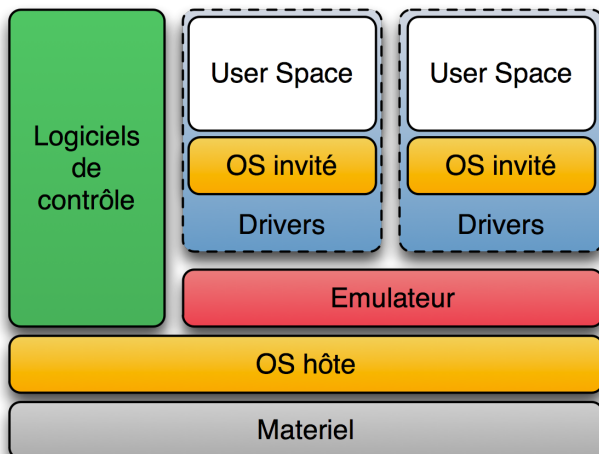 Logiciels
de
contrôle
User Space
OS invité
Drivers
User Space
OS invité
Drivers
Emulateur
OS hôte
Materiel